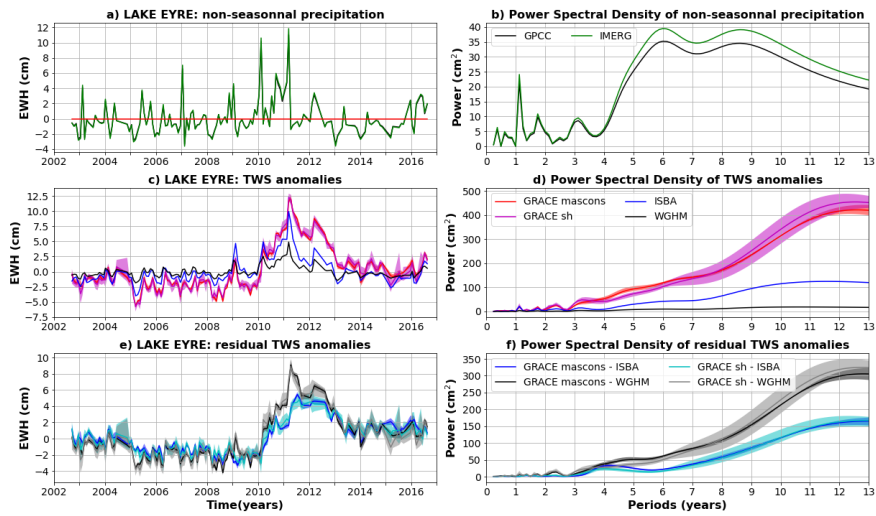 a) LAKE EYRE: non-seasonnal precipitation
EWH (cm)
12
10
8
6
4
2
0
−2
−4
2002 2004 2006 2008 2010 2012 2014 2016
b) Power Spectral Density of non-seasonnal precipitation
Power (cm²)
40
35
30
25
20
15
10
5
0
GPCC
IMERG
0 1 2 3 4 5 6 7 8 9 10 11 12 13
c) LAKE EYRE: TWS anomalies
EWH (cm)
12.5
10.0
7.5
5.0
2.5
0.0
−2.5
−5.0
−7.5
2002 2004 2006 2008 2010 2012 2014 2016
d) Power Spectral Density of TWS anomalies
Power (cm²)
500
400
300
200
100
0
GRACE mascons
GRACE sh
ISBA
WGHM
0 1 2 3 4 5 6 7 8 9 10 11 12 13
e) LAKE EYRE: residual TWS anomalies
EWH (cm)
10
8
6
4
2
0
−2
−4
2002 2004 2006 2008 2010 2012 2014 2016
Time(years)
f) Power Spectral Density of residual TWS anomalies
Power (cm²)
350
300
250
200
150
100
50
0
GRACE mascons - ISBA
GRACE mascons - WGHM
GRACE sh - ISBA
GRACE sh - WGHM
0 1 2 3 4 5 6 7 8 9 10 11 12 13
Periods (years)